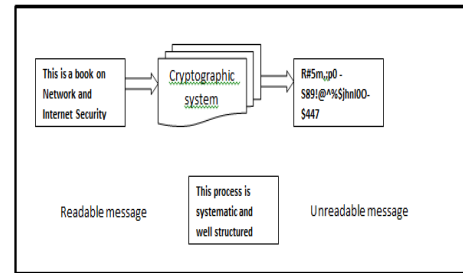 This is a book on
Network and
Internet Security
Cryptographic
system
R#5m,;p0 -
S89!@^%$jhnI0O-
$447
Readable message
This process is
systematic and
well structured
Unreadable message